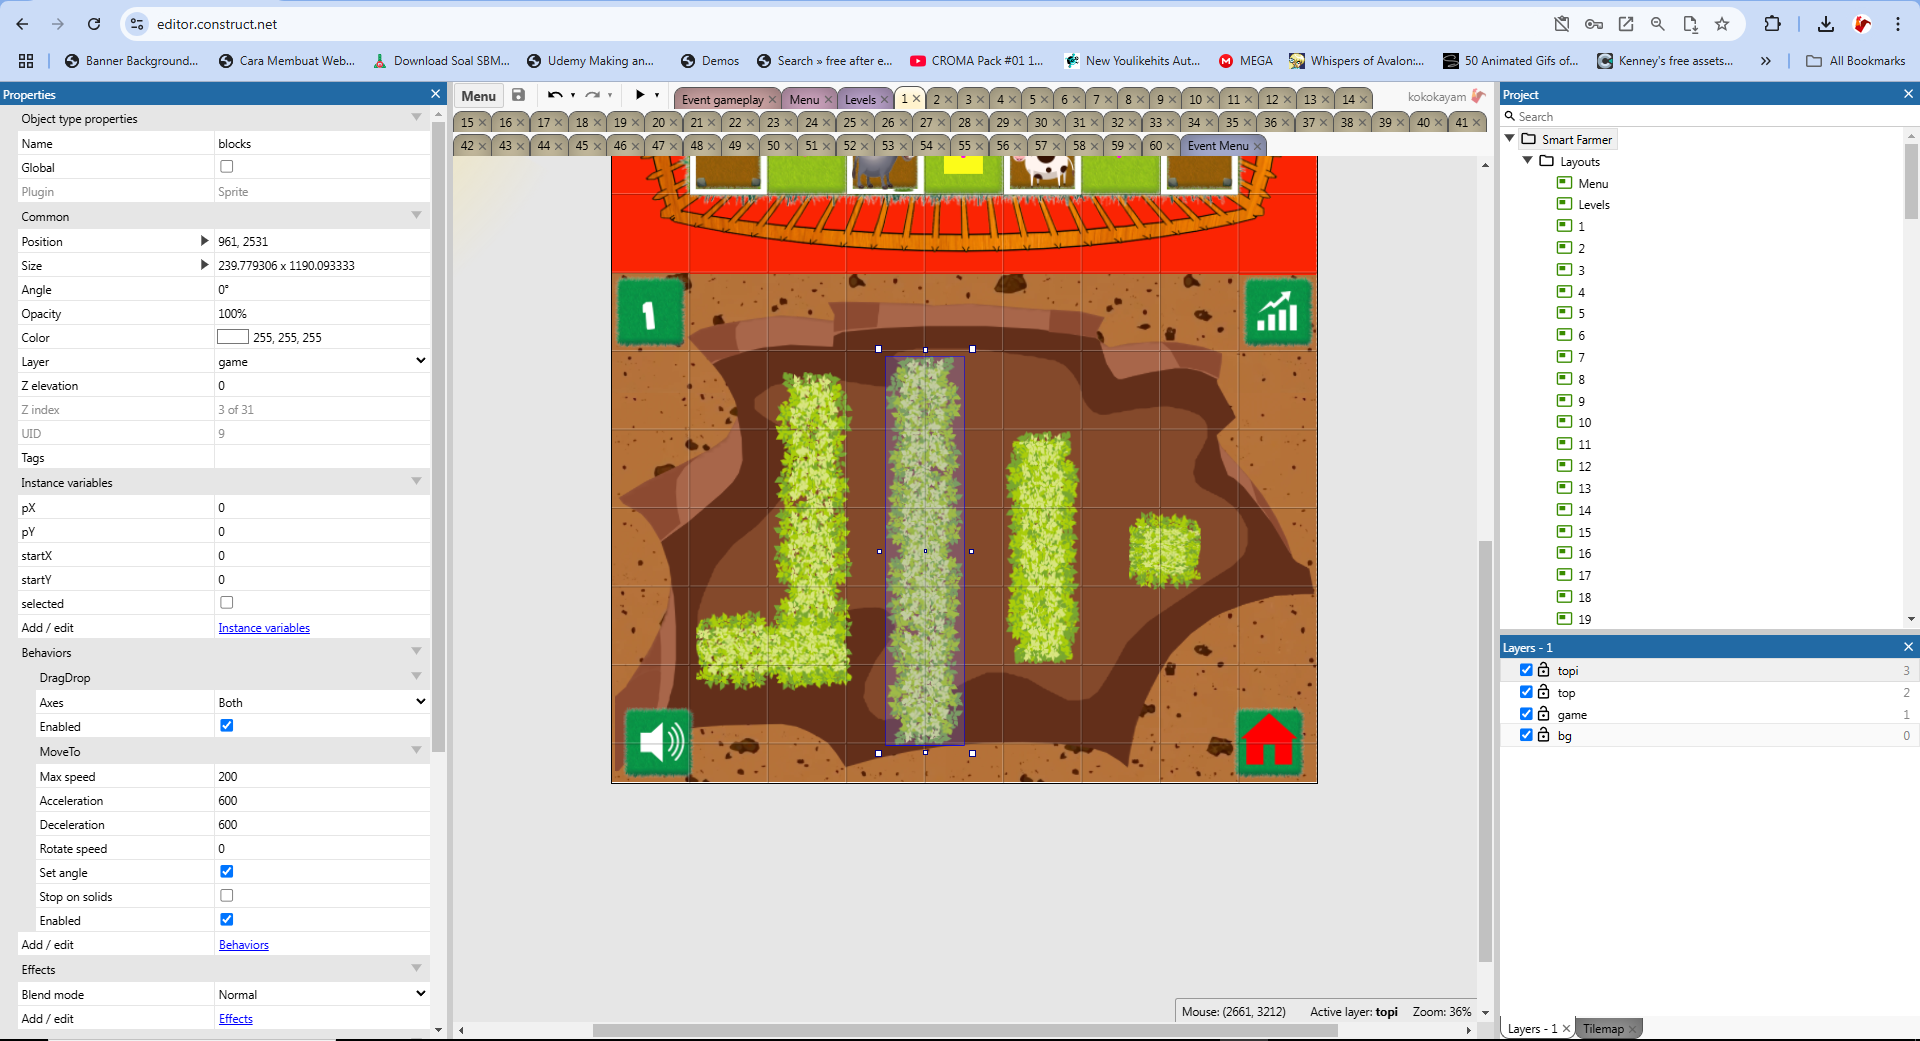 editor.construct.net
Banner Background...
Cara Membuat Web...
Download Soal SBM...
Udemy Making an...
Demos
Search » free after e...
CROMA Pack #01 1...
New Youlikehits Aut...
MEGA
Whispers of Avalon:...
50 Animated Gifs of...
Kenney's free assets...
»
All Bookmarks
Properties
Object type properties
Name blocks
Global
Plugin Sprite
Common
Position 961, 2531
Size 239.779306 x 1190.093333
Angle 0°
Opacity 100%
Color 255, 255, 255
Layer game
Z elevation 0
Z index 3 of 31
UID 9
Tags
Instance variables
pX 0
pY 0
startX 0
startY 0
selected
Add / edit Instance variables
Behaviors
DragDrop
Axes Both
Enabled
MoveTo
Max speed 200
Acceleration 600
Deceleration 600
Rotate speed 0
Set angle
Stop on solids
Enabled
Add / edit Behaviors
Effects
Blend mode Normal
Add / edit Effects
Menu
Event gameplay Menu Levels 1 2 3 4 5 6 7 8 9 10 11 12 13 14
kokokayam
15 16 17 18 19 20 21 22 23 24 25 26 27 28 29 30 31 32 33 34 35 36 37 38 39 40 41
42 43 44 45 46 47 48 49 50 51 52 53 54 55 56 57 58 59 60 Event Menu
1
Mouse: (2661, 3212) Active layer: topi Zoom: 36%
Project
Search
Smart Farmer
Layouts
Menu
Levels
1
2
3
4
5
6
7
8
9
10
11
12
13
14
15
16
17
18
19
Layers - 1
topi 3
top 2
game 1
bg 0
Layers - 1 Tilemap